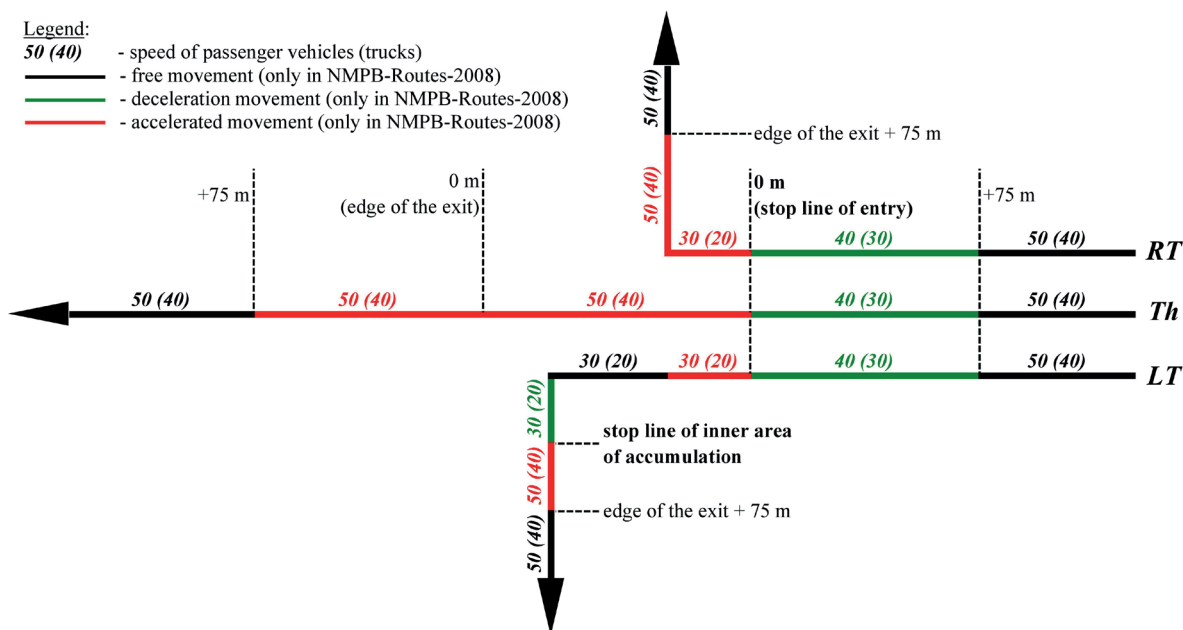 Legend:
50 (40) - speed of passenger vehicles (trucks)
- free movement (only in NMPB-Routes-2008)
- deceleration movement (only in NMPB-Routes-2008)
- accelerated movement (only in NMPB-Routes-2008)
50 (40)
edge of the exit + 75 m
50 (40)
+75 m
0 m
(edge of the exit)
0 m
(stop line of entry)
+75 m
30 (20) 40 (30) 50 (40) RT
50 (40) 50 (40) 50 (40) 40 (30) 50 (40) Th
30 (20) 30 (20) 40 (30) 50 (40) LT
30 (20)
stop line of inner area
of accumulation
50 (40)
edge of the exit + 75 m
50 (40)